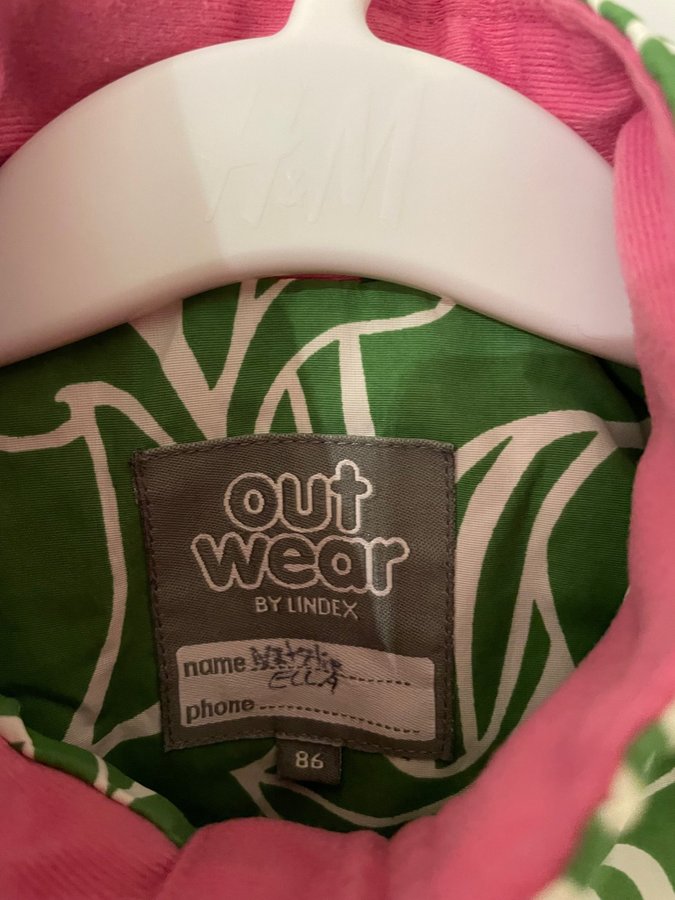 H&M
out
wear
BY LINDEX
name
ELLA
phone
86